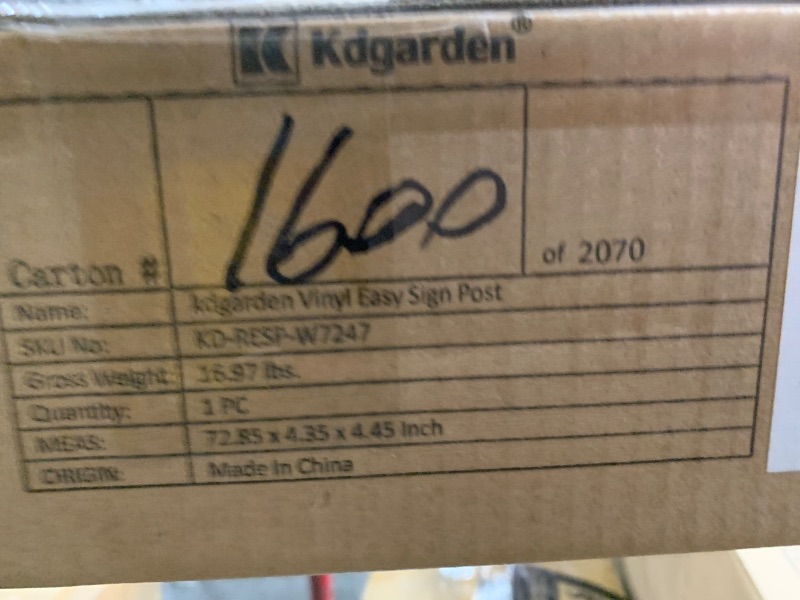 Kdgarden®
Carton # 1600 of 2070
Name: kdgarden Vinyl Easy Sign Post
SKU No: KD-RESP-W7247
Gross Weight: 16.97 lbs.
Quantity: 1 PC
MEAS: 72.85 x 4.35 x 4.45 Inch
ORIGIN: Made In China